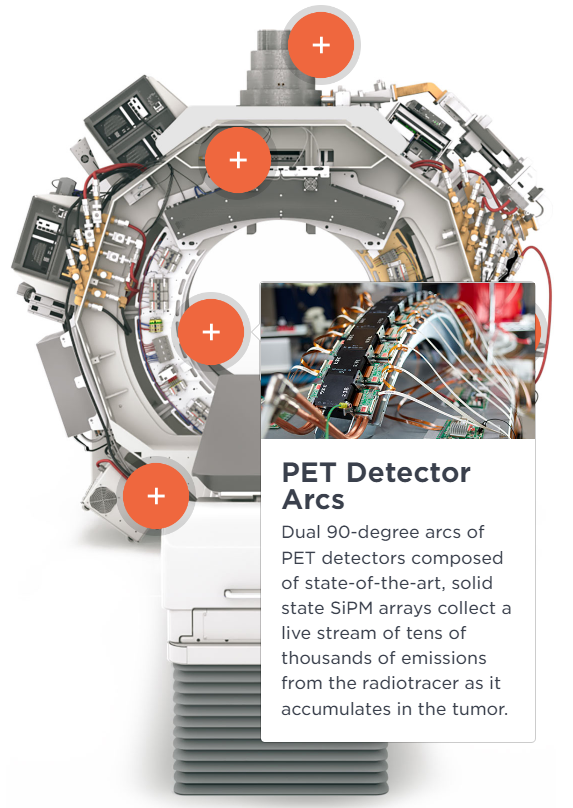 PET Detector
Arcs
Dual 90-degree arcs of
PET detectors composed
of state-of-the-art, solid
state SiPM arrays collect a
live stream of tens of
thousands of emissions
from the radiotracer as it
accumulates in the tumor.